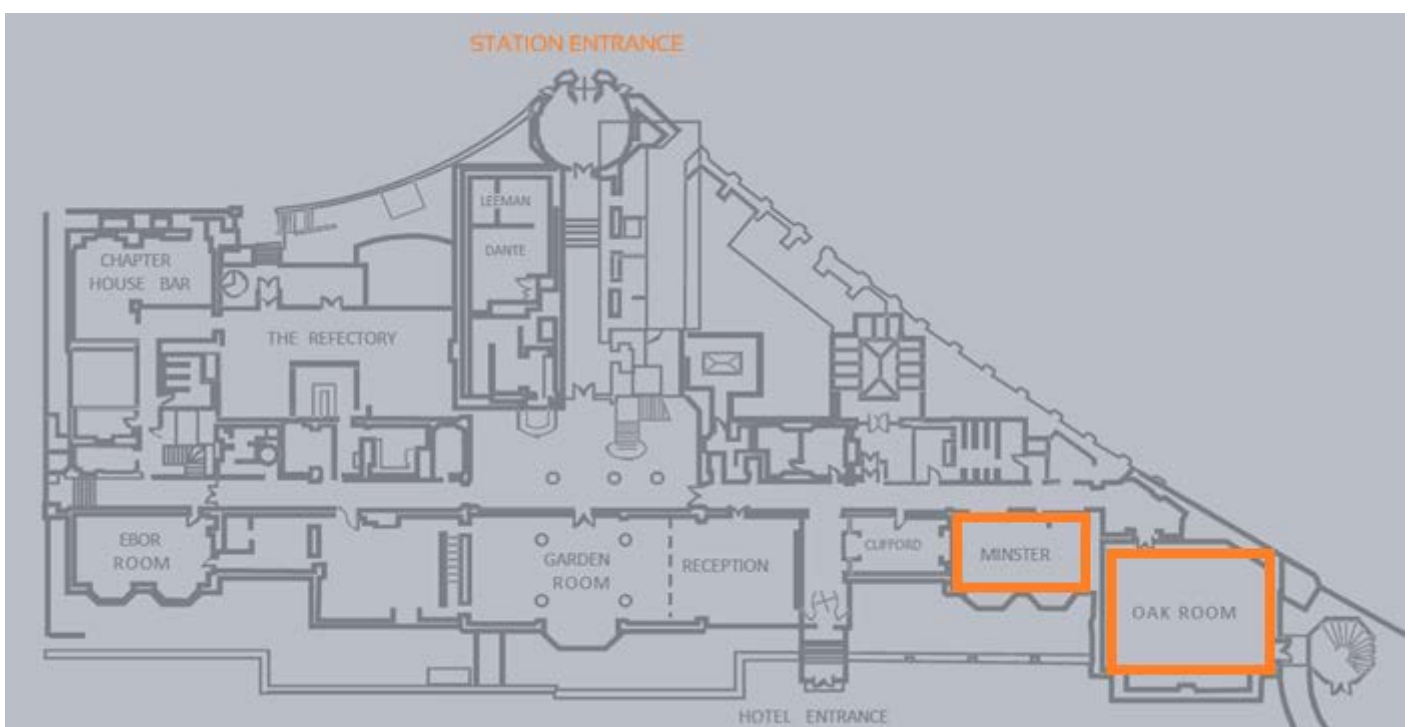 STATION ENTRANCE
LEEMAN
DANTE
CHAPTER
HOUSE BAR
THE REFECTORY
EBOR
ROOM
GARDEN
ROOM
RECEPTION
CLIFFORD
MINSTER
OAK ROOM
HOTEL ENTRANCE